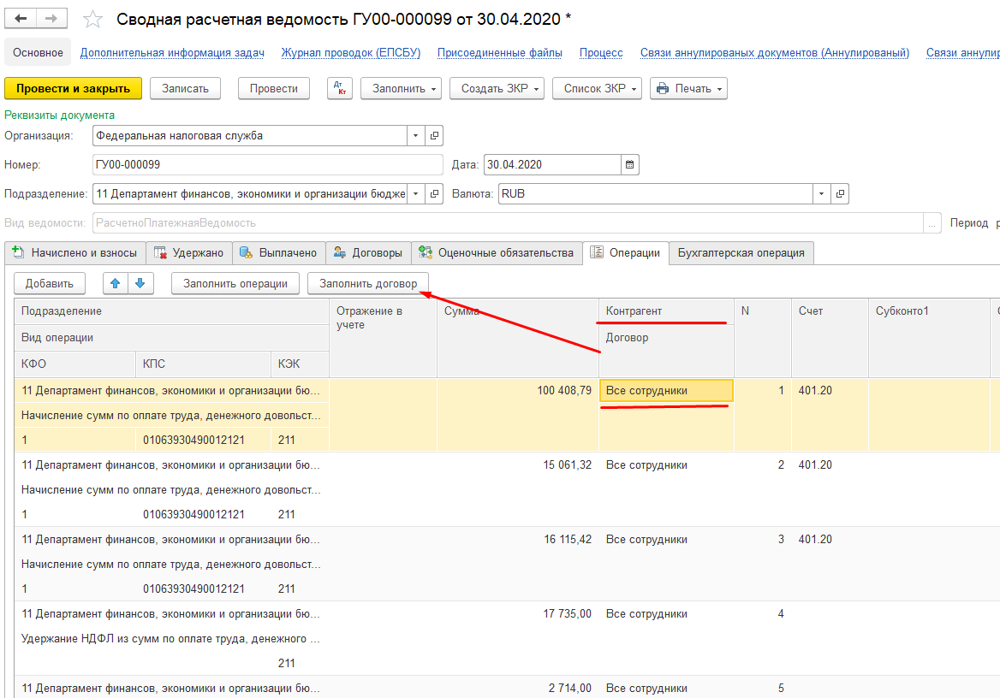 Сводная расчетная ведомость ГУ00-000099 от 30.04.2020 *
Основное Дополнительная информация задач Журнал проводок (ЕПСБУ) Присоединенные файлы Процесс Связи аннулированых документов (Аннулированый) Связи аннулир
Провести и закрыть Записать Провести Дт Кт Заполнить Создать ЗКР Список ЗКР Печать
Реквизиты документа
Организация: Федеральная налоговая служба
Номер: ГУ00-000099 Дата: 30.04.2020
Подразделение: 11 Департамент финансов, экономики и организации бюдже Валюта: RUB
Вид ведомости: РасчетноПлатежнаяВедомость ... Период р
Начислено и взносы Удержано Выплачено Договоры Оценочные обязательства Операции Бухгалтерская операция
Добавить Заполнить операции Заполнить договор
Подразделение Отражение в учете Сумма Контрагент N Счет Субконто1 С
Вид операции Договор
КФО КПС КЭК
11 Департамент финансов, экономики и организации бю... 100 408,79 Все сотрудники 1 401.20
Начисление сумм по оплате труда, денежного довольст...
1 01063930490012121 211
11 Департамент финансов, экономики и организации бю... 15 061,32 Все сотрудники 2 401.20
Начисление сумм по оплате труда, денежного довольст...
1 01063930490012121 211
11 Департамент финансов, экономики и организации бю... 16 115,42 Все сотрудники 3 401.20
Начисление сумм по оплате труда, денежного довольст...
1 01063930490012121 211
11 Департамент финансов, экономики и организации бю... 17 735,00 Все сотрудники 4
Удержание НДФЛ из сумм по оплате труда, денежного ...
211
11 Департамент финансов, экономики и организации бю... 2 714,00 Все сотрудники 5